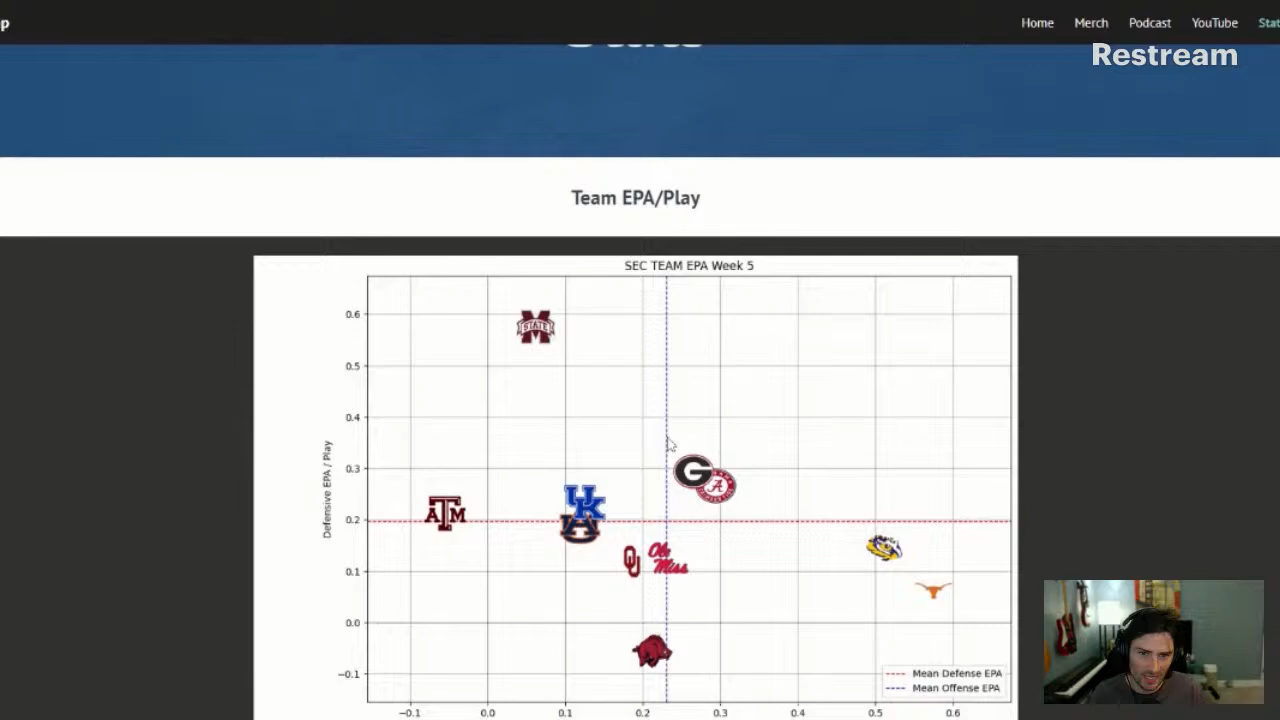 p
Home Merch Podcast YouTube Stat
Restream
Team EPA/Play
SEC TEAM EPA Week 5
Defensive EPA / Play
0.6
0.5
0.4
0.3
0.2
0.1
0.0
−0.1
STATE
G
A
UK
ATM
AU
OU
Ole
Miss
Mean Defense EPA
Mean Offense EPA
−0.1 0.0 0.1 0.2 0.3 0.4 0.5 0.6